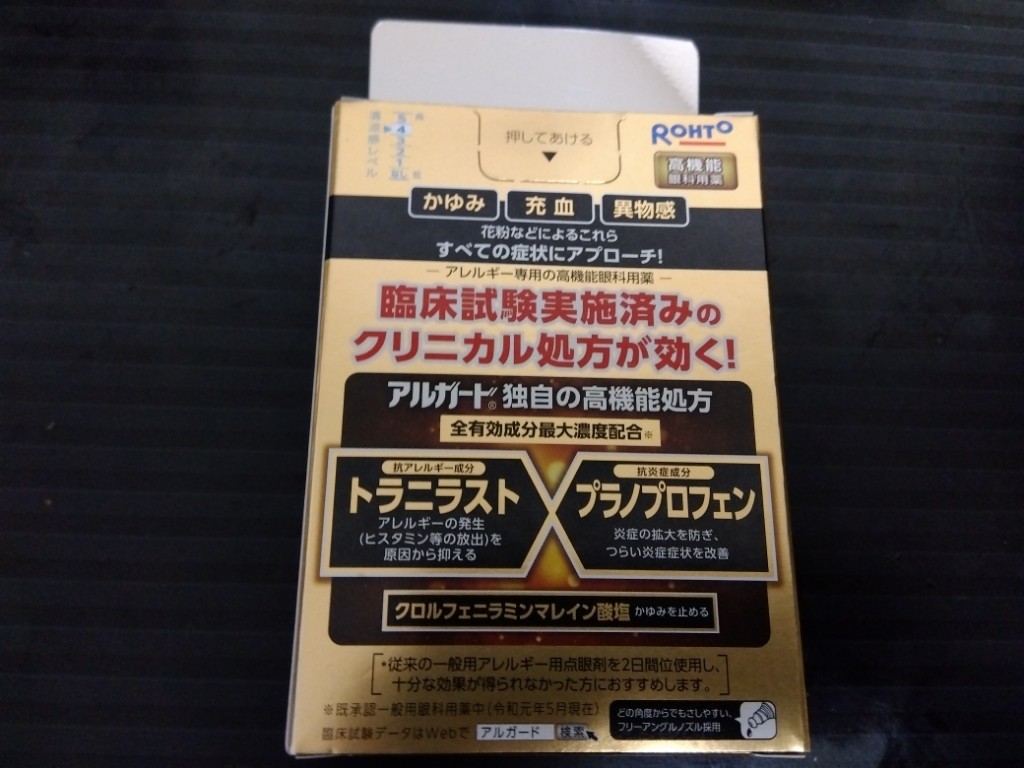 清涼感レベル
5
4
3
2
1
押してあける
▼
ROHTO
高機能
眼科用薬
かゆみ
充血
異物感
花粉などによるこれら
すべての症状にアプローチ!
― アレルギー専用の高機能眼科用薬 ―
臨床試験実施済みの
クリニカル処方が効く!
アルガード® 独自の高機能処方
全有効成分最大濃度配合※
抗アレルギー成分
トラニラスト
アレルギーの発生
(ヒスタミン等の放出)を
原因から抑える
抗炎症成分
プラノプロフェン
炎症の拡大を防ぎ、
つらい炎症症状を改善
クロルフェニラミンマレイン酸塩 かゆみを止める
・従来の一般用アレルギー用点眼剤を2日間位使用し、
十分な効果が得られなかった方におすすめします。
※既承認一般用眼科用薬中(令和元年5月現在)
臨床試験データはWebで アルガード 検索
どの角度からでもさしやすい、
フリーアングルノズル採用